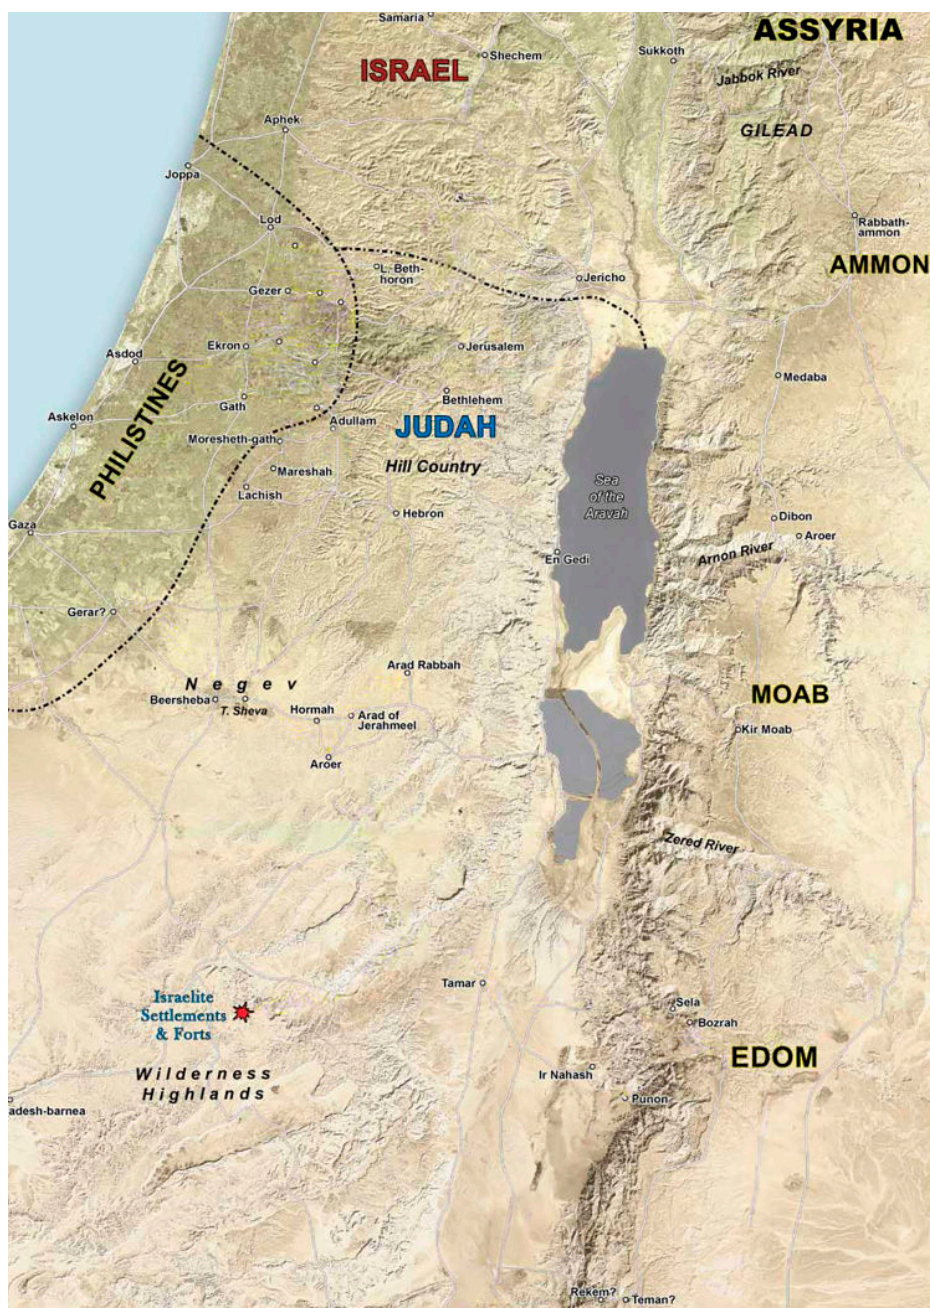 Samaria
ASSYRIA
Shechem
Sukkoth
ISRAEL
Jabbok River
Aphek
GILEAD
Joppa
Lod
Rabbath-
ammon
L. Beth-
horon
AMMON
Jericho
Gezer
Ekron
Jerusalem
Asdod
Medaba
PHILISTINES
Bethlehem
Gath
Askelon
Adullam
JUDAH
Moresheth-gath
Mareshah
Hill Country
Lachish
Sea
of the
Aravah
Hebron
Dibon
Gaza
Aroer
Arnon River
En Gedi
Gerar?
Arad Rabbah
Negev
MOAB
Beersheba
T. Sheva
Hormah
Arad of
Jerahmeel
Kir Moab
Aroer
Zered River
Tamar
Israelite
Settlements
& Forts
Sela
Bozrah
EDOM
Wilderness
Highlands
Ir Nahash
adesh-barnea
Punon
Rekem?
Teman?